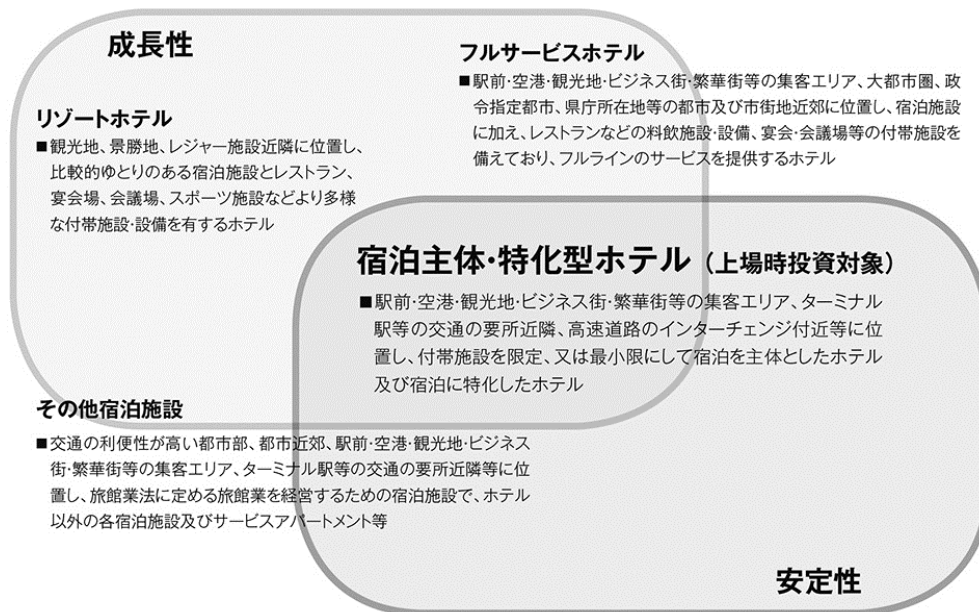 成長性
フルサービスホテル
■駅前・空港・観光地・ビジネス街・繁華街等の集客エリア、大都市圏、政
令指定都市、県庁所在地等の都市及び市街地近郊に位置し、宿泊施設
に加え、レストランなどの料飲施設・設備、宴会・会議場等の付帯施設を
備えており、フルラインのサービスを提供するホテル
リゾートホテル
■観光地、景勝地、レジャー施設近隣に位置し、
比較的ゆとりのある宿泊施設とレストラン、
宴会場、会議場、スポーツ施設などより多様
な付帯施設・設備を有するホテル
宿泊主体・特化型ホテル（上場時投資対象）
■駅前・空港・観光地・ビジネス街・繁華街等の集客エリア、ターミナル
駅等の交通の要所近隣、高速道路のインターチェンジ付近等に位
置し、付帯施設を限定、又は最小限にして宿泊を主体としたホテル
及び宿泊に特化したホテル
その他宿泊施設
■交通の利便性が高い都市部、都市近郊、駅前・空港・観光地・ビジネス
街・繁華街等の集客エリア、ターミナル駅等の交通の要所近隣等に位
置し、旅館業法に定める旅館業を経営するための宿泊施設で、ホテル
以外の各宿泊施設及びサービスアパートメント等
安定性